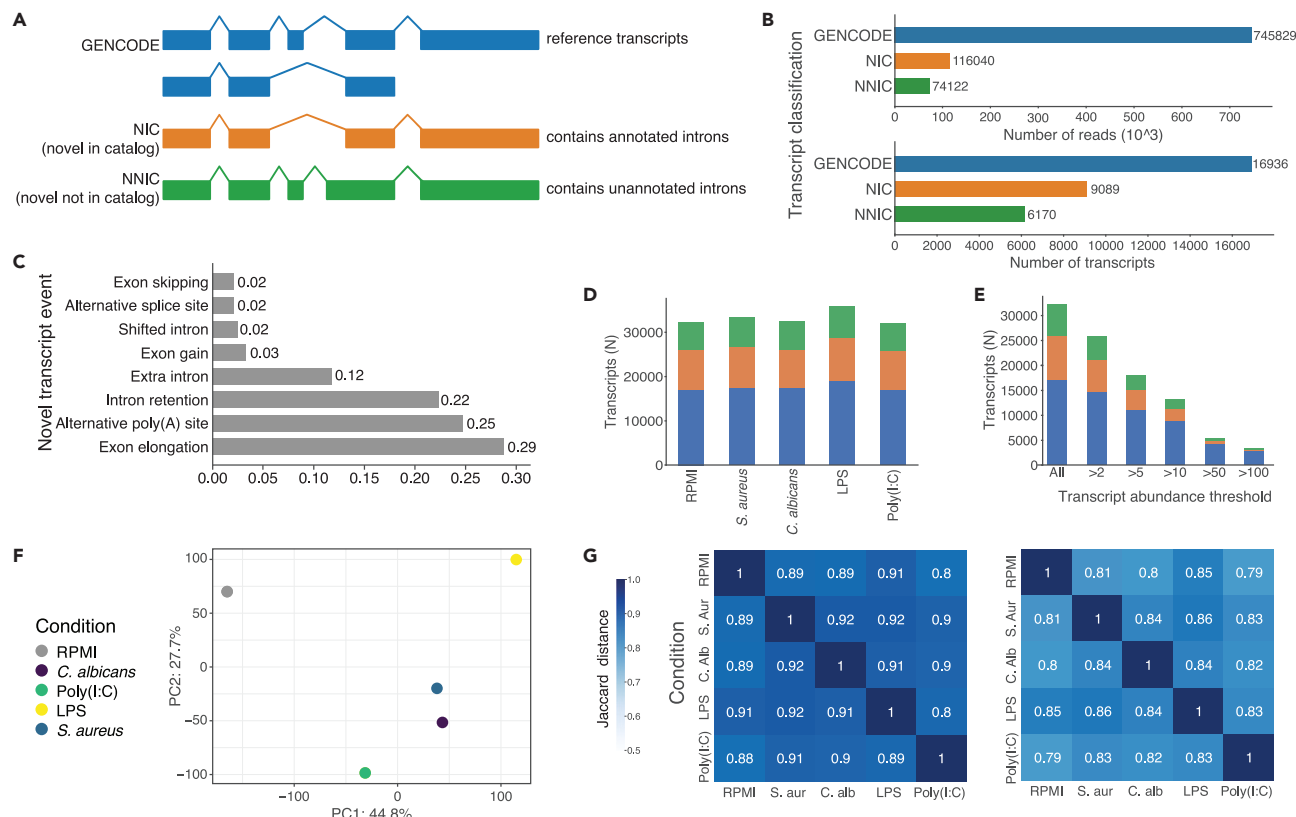 A
GENCODE
reference transcripts
NIC
(novel in catalog)
contains annotated introns
NNIC
(novel not in catalog)
contains unannotated introns
B
Transcript classification
GENCODE
745829
NIC
116040
NNIC
74122
0 100 200 300 400 500 600 700
Number of reads (10^3)
GENCODE
16936
NIC
9089
NNIC
6170
0 2000 4000 6000 8000 10000 12000 14000 16000
Number of transcripts
C
Novel transcript event
Exon skipping 0.02
Alternative splice site 0.02
Shifted intron 0.02
Exon gain 0.03
Extra intron 0.12
Intron retention 0.22
Alternative poly(A) site 0.25
Exon elongation 0.29
0.00 0.05 0.10 0.15 0.20 0.25 0.30
D
Transcripts (N)
30000
20000
10000
0
RPMI
S. aureus
C. albicans
LPS
Poly(I:C)
E
Transcripts (N)
30000
25000
20000
15000
10000
5000
0
All >2 >5 >10 >50 >100
Transcript abundance threshold
F
Condition
RPMI
C. albicans
Poly(I:C)
LPS
S. aureus
PC2: 27.7%
100
50
0
−50
−100
−100 0 100
PC1: 44.8%
G
Jaccard distance
1.0
0.9
0.8
0.7
0.6
-0.5
Condition
RPMI 1 0.89 0.89 0.91 0.8
S. Aur 0.89 1 0.92 0.92 0.9
C. Alb 0.89 0.92 1 0.91 0.9
LPS 0.91 0.92 0.91 1 0.8
Poly(I:C) 0.88 0.91 0.9 0.89 1
RPMI S. aur C. alb LPS Poly(I:C)
RPMI 1 0.81 0.8 0.85 0.79
S. Aur 0.81 1 0.84 0.86 0.83
C. Alb 0.8 0.84 1 0.84 0.82
LPS 0.85 0.86 0.84 1 0.83
Poly(I:C) 0.79 0.83 0.82 0.83 1
RPMI S. aur C. alb LPS Poly(I:C)